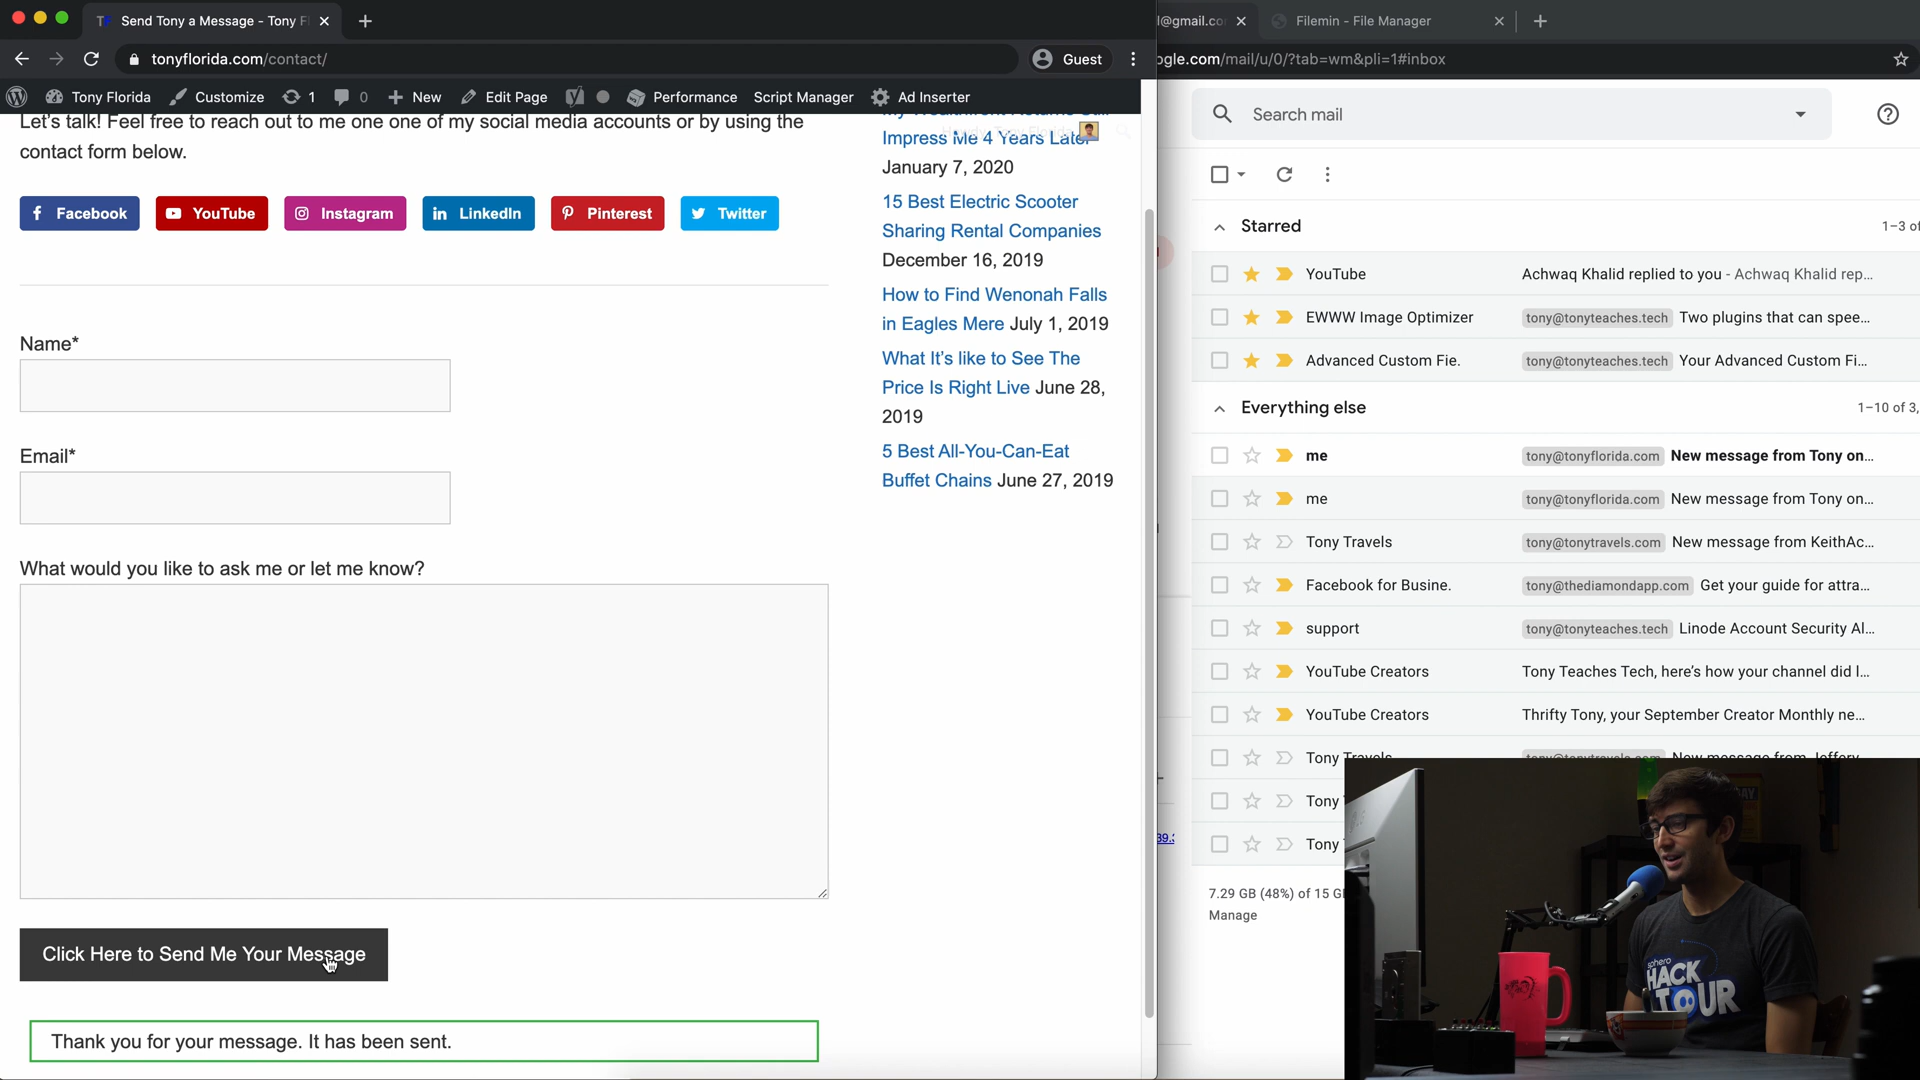 Send Tony a Message - Tony F
l@gmail.co
Filemin - File Manager
tonyflorida.com/contact/
Guest
ogle.com/mail/u/0/?tab=wm&pli=1#inbox
Tony Florida
Customize
1
0
New
Edit Page
Performance
Script Manager
Ad Inserter
Let's talk! Feel free to reach out to me one one of my social media accounts or by using the
contact form below.
Facebook
YouTube
Instagram
LinkedIn
Pinterest
Twitter
Name*
Email*
What would you like to ask me or let me know?
Click Here to Send Me Your Message
Thank you for your message. It has been sent.
Impress Me 4 Years Later
January 7, 2020
15 Best Electric Scooter
Sharing Rental Companies
December 16, 2019
How to Find Wenonah Falls
in Eagles Mere July 1, 2019
What It's like to See The
Price Is Right Live June 28,
2019
5 Best All-You-Can-Eat
Buffet Chains June 27, 2019
Search mail
Starred
1–3 of
YouTube Achwaq Khalid replied to you - Achwaq Khalid rep...
EWWW Image Optimizer tony@tonyteaches.tech Two plugins that can spee...
Advanced Custom Fie. tony@tonyteaches.tech Your Advanced Custom Fi...
Everything else
1–10 of 3,
me tony@tonyflorida.com New message from Tony on...
me tony@tonyflorida.com New message from Tony on...
Tony Travels tony@tonytravels.com New message from KeithAc...
Facebook for Busine. tony@thediamondapp.com Get your guide for attra...
support tony@tonyteaches.tech Linode Account Security Al...
YouTube Creators Tony Teaches Tech, here's how your channel did l...
YouTube Creators Thrifty Tony, your September Creator Monthly ne...
Tony Travels
Tony
Tony
7.29 GB (48%) of 15 G
Manage
39.
sphero
HACK
TOUR